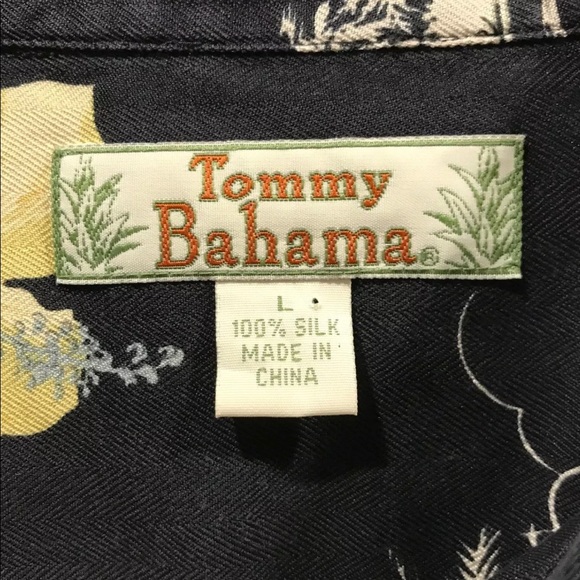 Tommy
Bahama®
L
100% SILK
MADE IN
CHINA